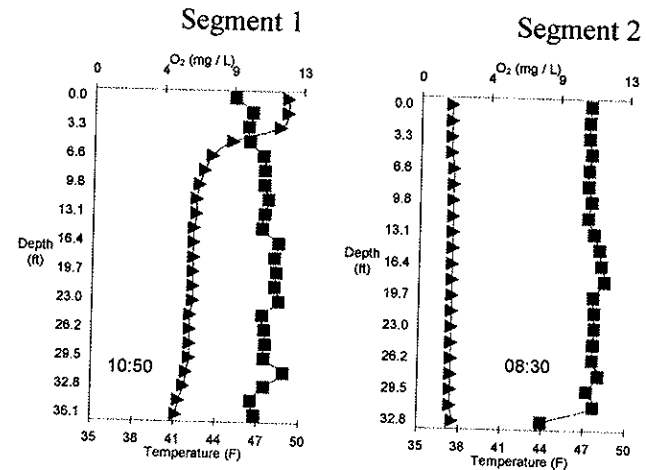 Segment 1
O₂ (mg / L)
0 4 9 13
0.0
3.3
6.6
9.8
13.1
16.4
19.7
23.0
26.2
29.5
32.8
36.1
Depth
(ft)
10:50
35 38 41 44 47 50
Temperature (F)
Segment 2
O₂ (mg / L)
0 4 9 13
0.0
3.3
6.6
9.8
13.1
16.4
19.7
23.0
26.2
29.5
32.8
Depth
(ft)
08:30
35 38 41 44 47 50
Temperature (F)